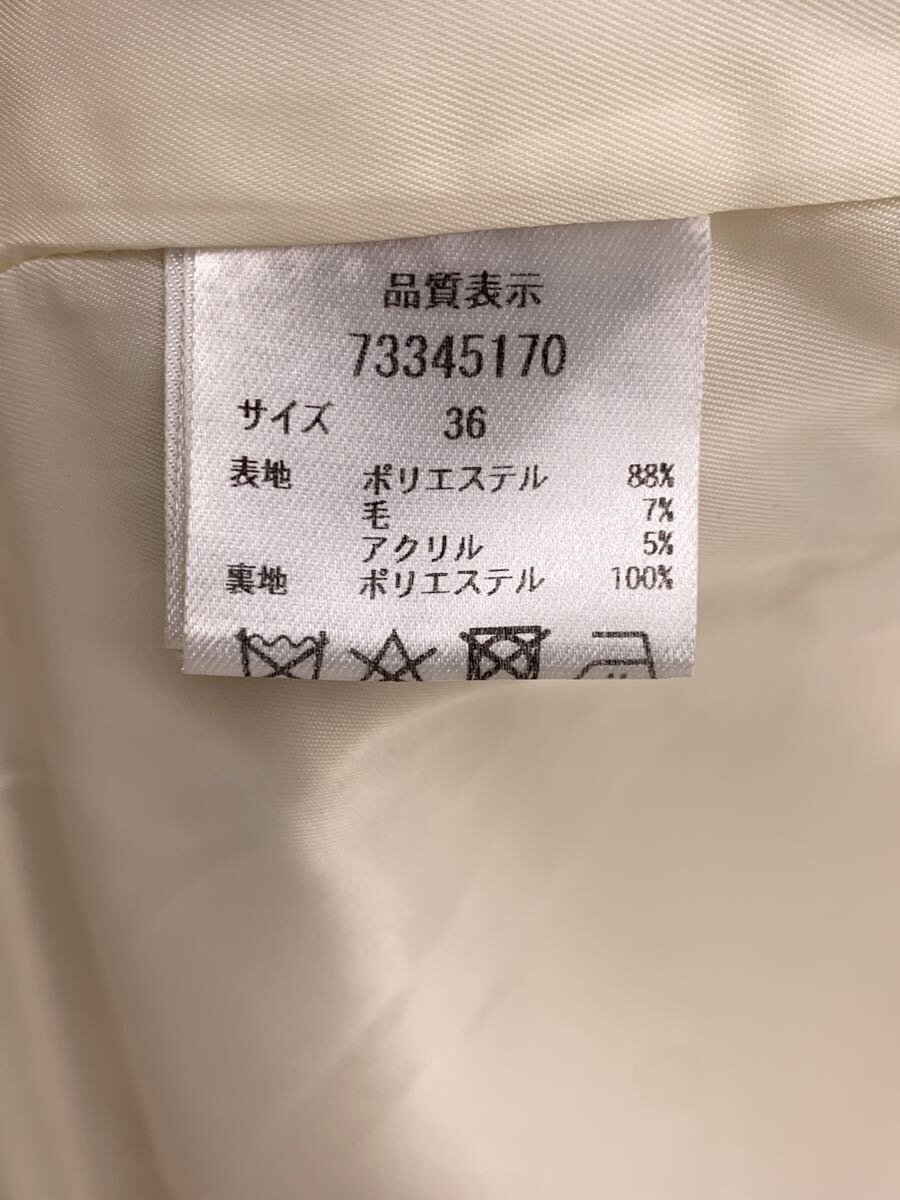 品質表示
73345170
サイズ 36
表地 ポリエステル 88%
毛 7%
アクリル 5%
裏地 ポリエステル 100%